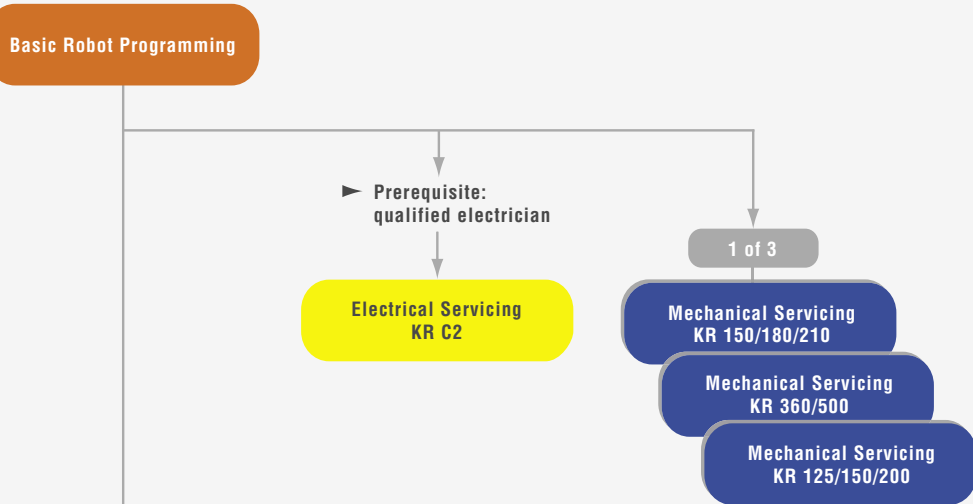 Basic Robot Programming
Prerequisite:
qualified electrician
1 of 3
Electrical Servicing
KR C2
Mechanical Servicing
KR 150/180/210
Mechanical Servicing
KR 360/500
Mechanical Servicing
KR 125/150/200